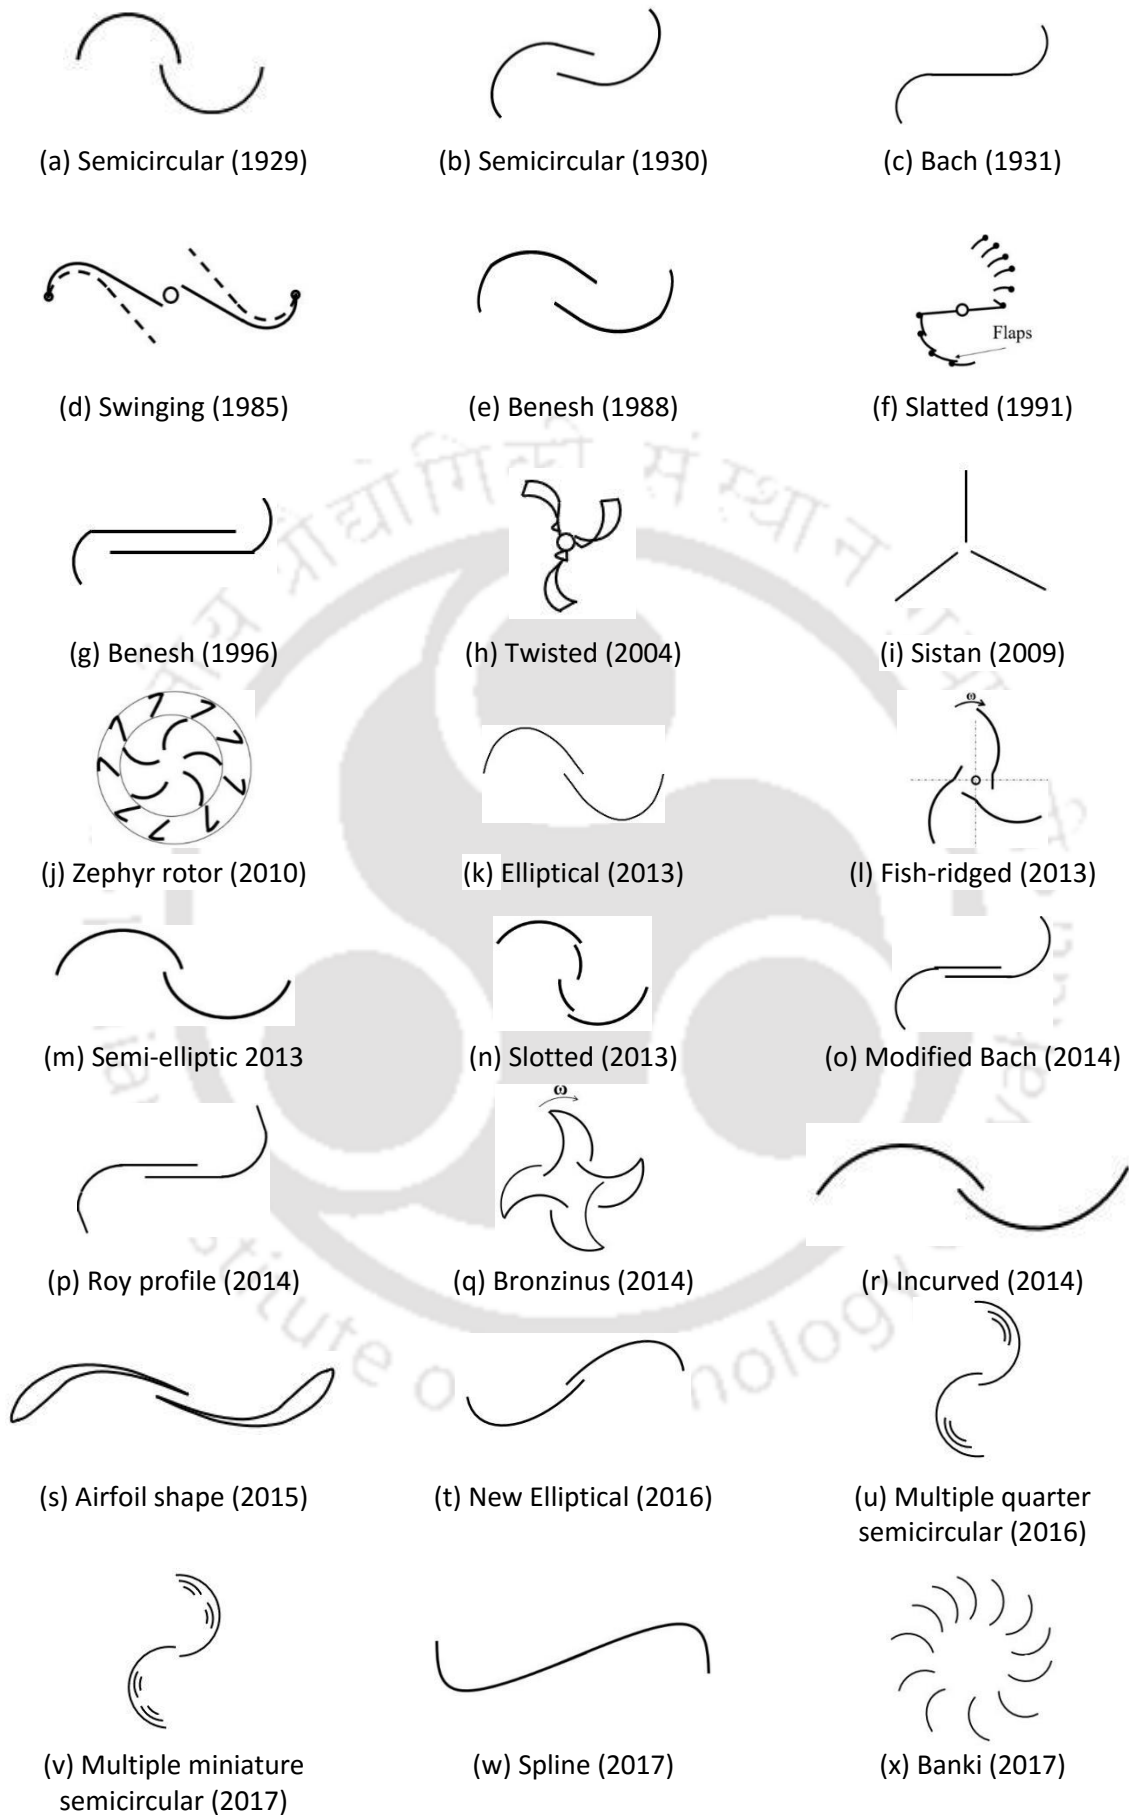 (a) Semicircular (1929)
(b) Semicircular (1930)
(c) Bach (1931)
Flaps
(d) Swinging (1985)
(e) Benesh (1988)
(f) Slatted (1991)
(g) Benesh (1996)
(h) Twisted (2004)
(i) Sistan (2009)
ω
(j) Zephyr rotor (2010)
(k) Elliptical (2013)
(l) Fish-ridged (2013)
(m) Semi-elliptic 2013
(n) Slotted (2013)
(o) Modified Bach (2014)
ω
(p) Roy profile (2014)
(q) Bronzinus (2014)
(r) Incurved (2014)
(s) Airfoil shape (2015)
(t) New Elliptical (2016)
(u) Multiple quarter
semicircular (2016)
(v) Multiple miniature
semicircular (2017)
(w) Spline (2017)
(x) Banki (2017)